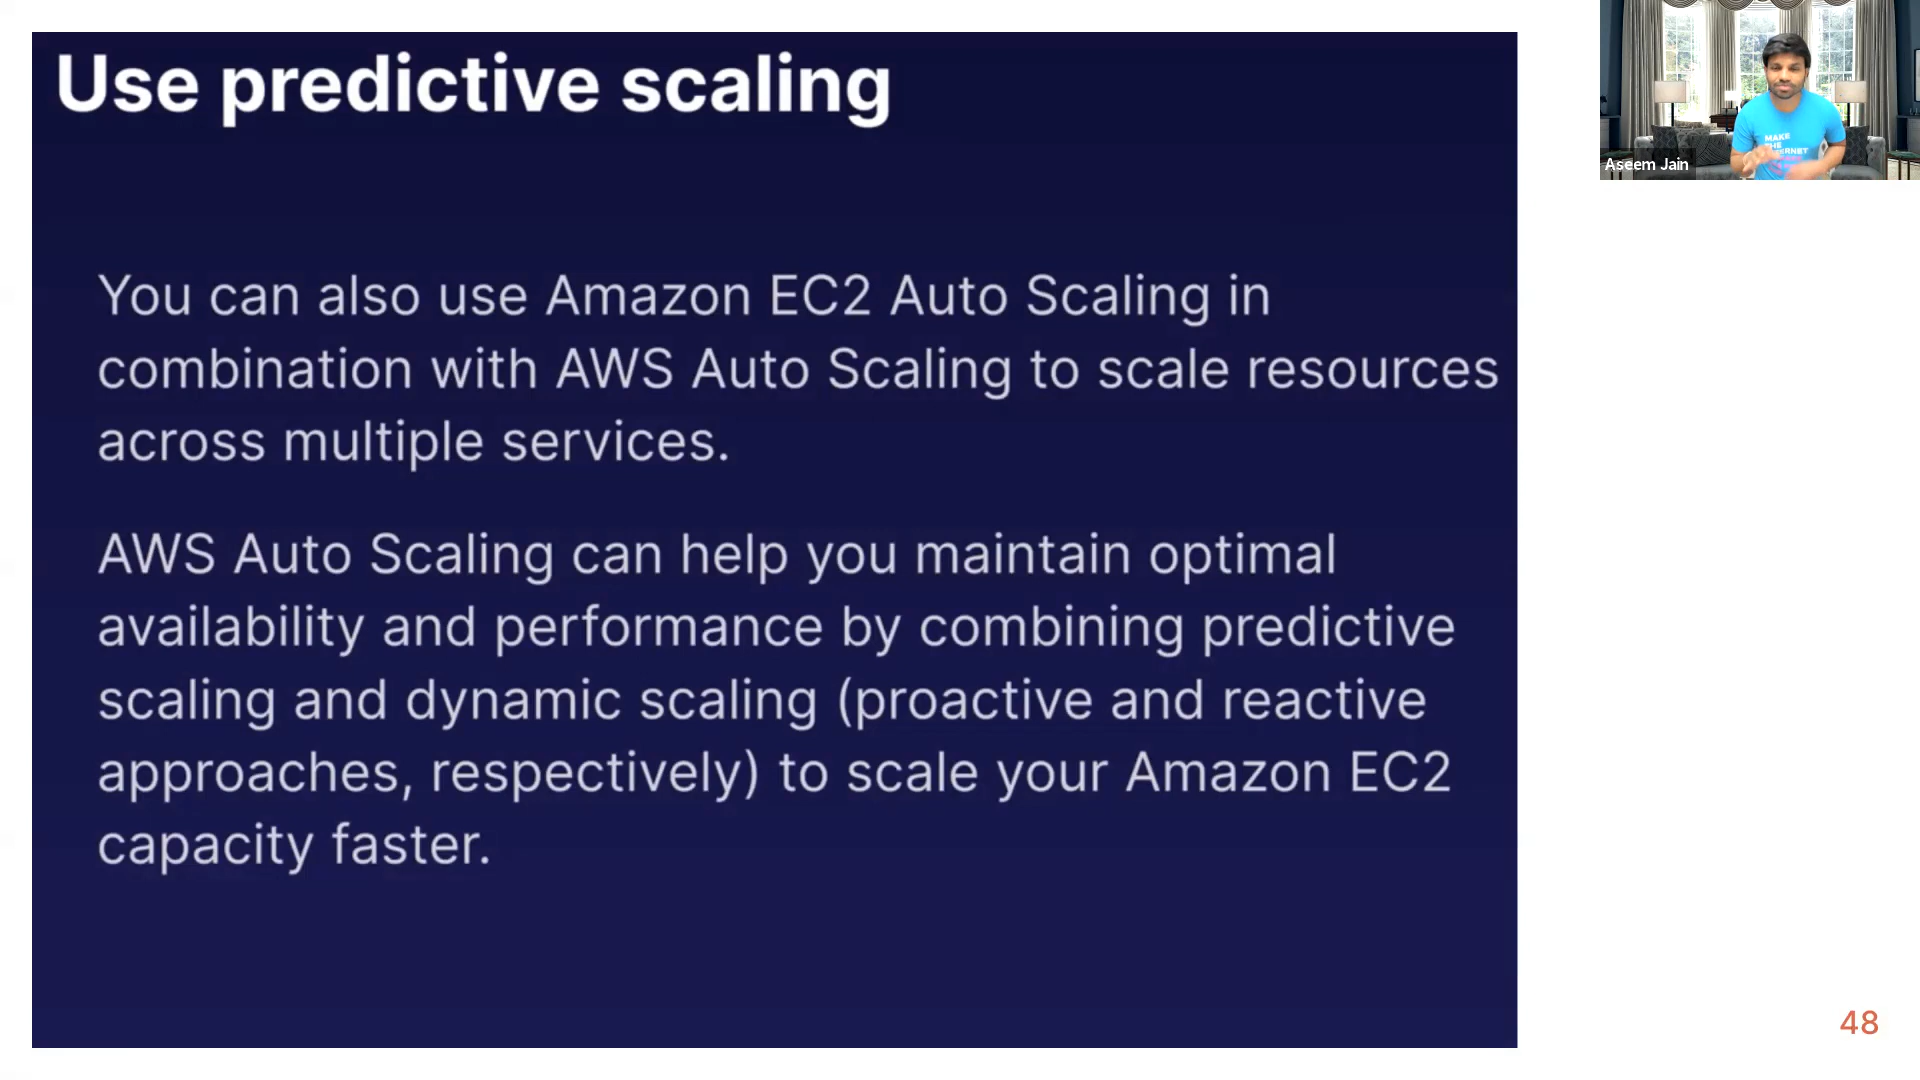 Use predictive scaling
You can also use Amazon EC2 Auto Scaling in
combination with AWS Auto Scaling to scale resources
across multiple services.
AWS Auto Scaling can help you maintain optimal
availability and performance by combining predictive
scaling and dynamic scaling (proactive and reactive
approaches, respectively) to scale your Amazon EC2
capacity faster.
MAKE
THE
Aseem Jain
48